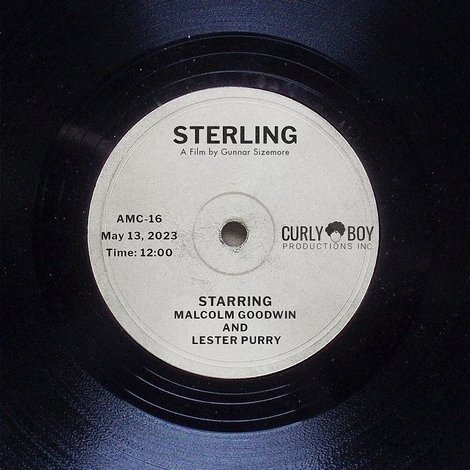 STERLING
A Film by Gunnar Sizemore
AMC-16
May 13, 2023
Time: 12:00
CURLY BOY
PRODUCTIONS INC
STARRING
MALCOLM GOODWIN
AND
LESTER PURRY